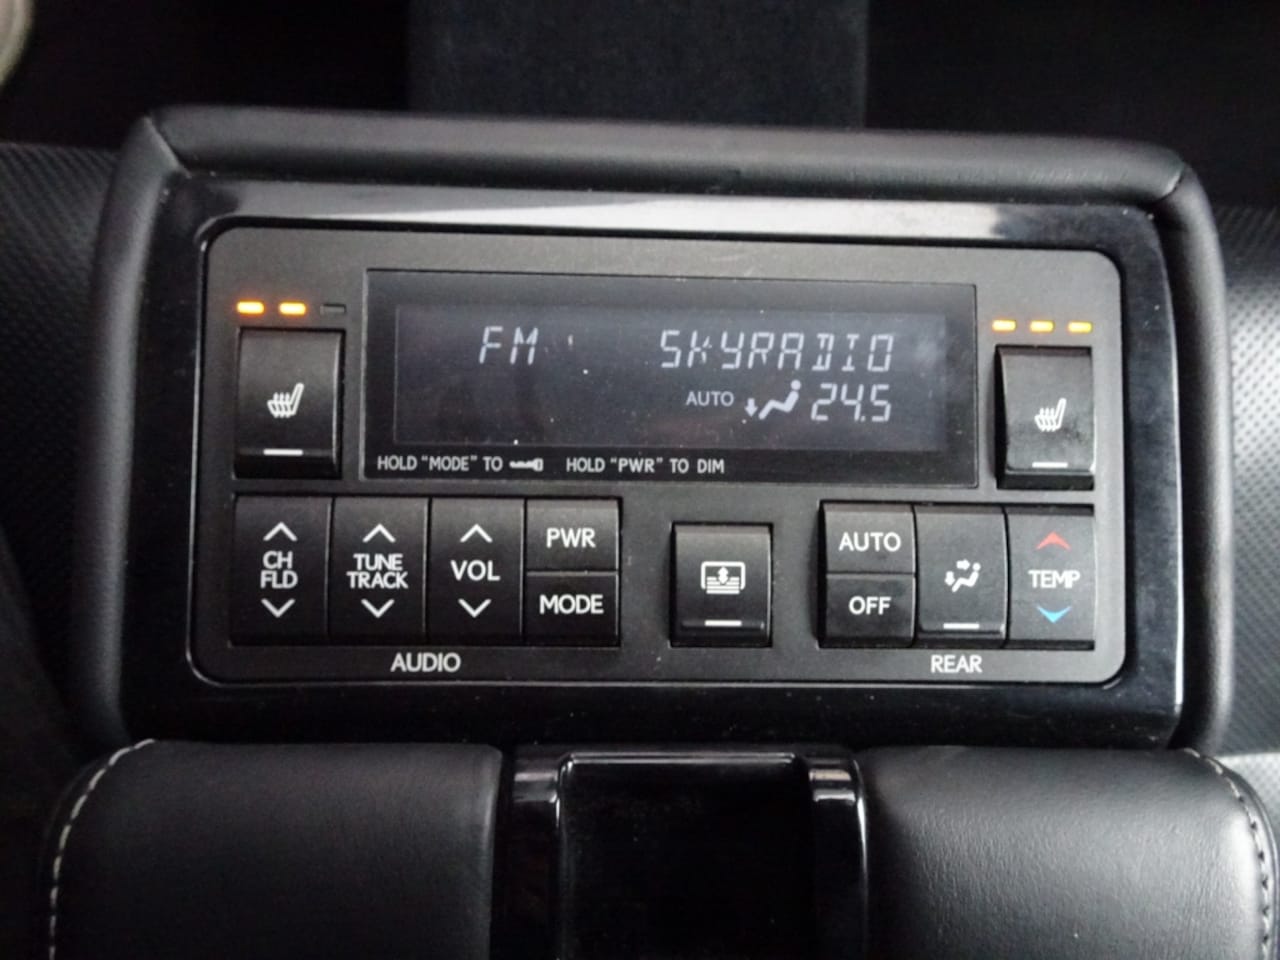 FM SKYRADIO
AUTO 24.5
HOLD "MODE" TO HOLD "PWR" TO DIM
CH
FLD
TUNE
TRACK
VOL
PWR
MODE
AUTO
OFF
TEMP
AUDIO
REAR